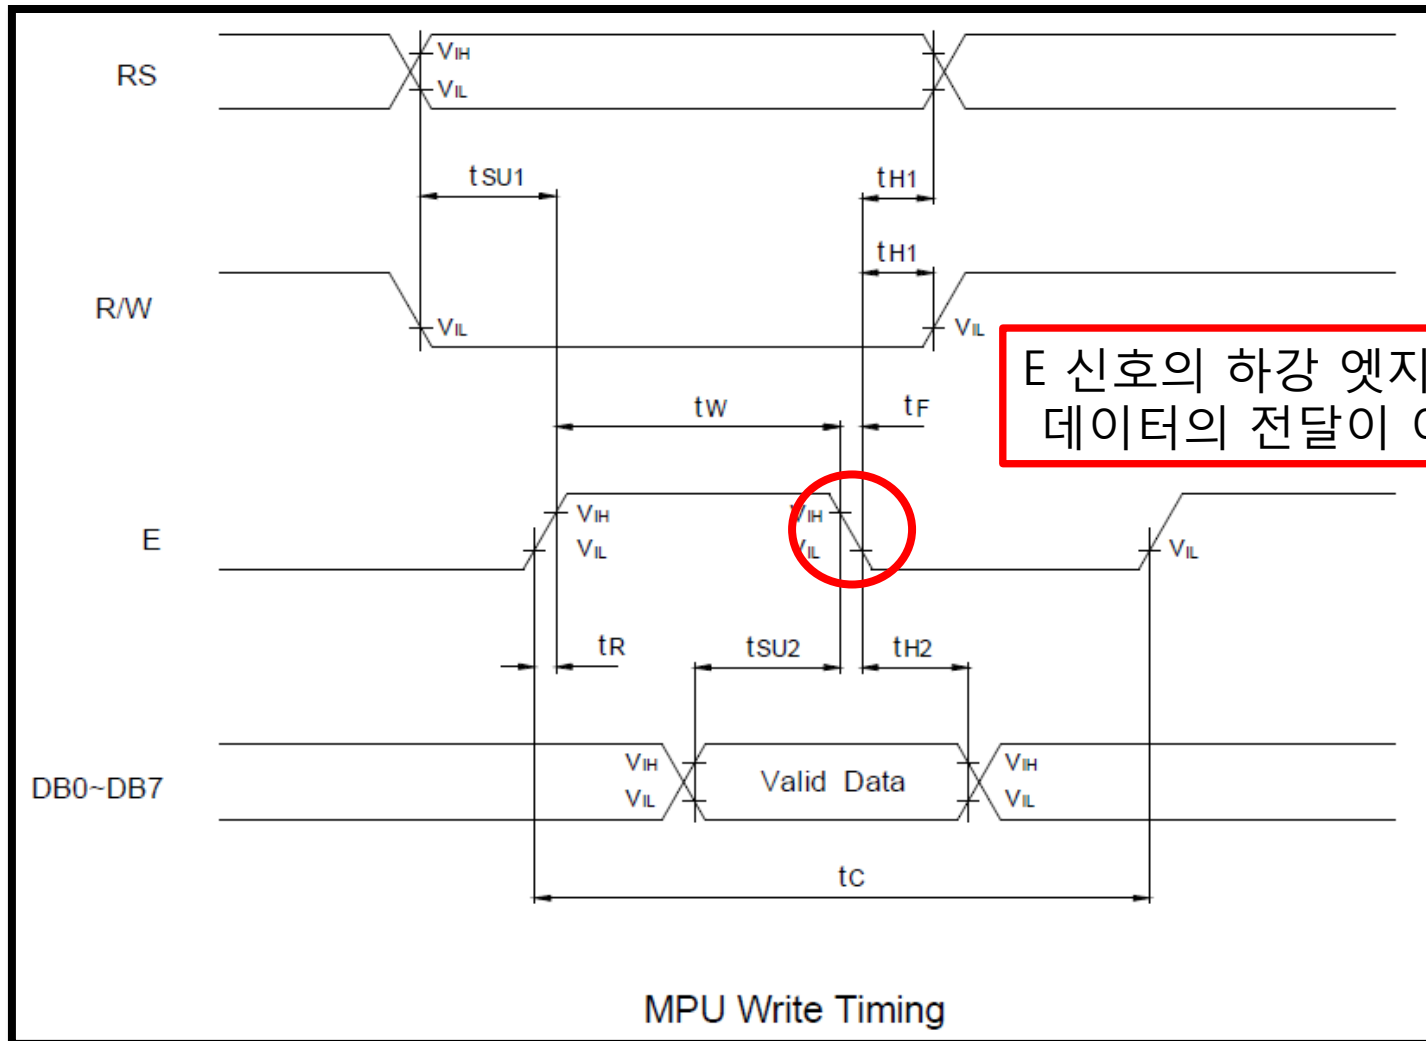 RS
VIH
VIL
tSU1
tH1
tH1
R/W
VIL
VIL
E 신호의 하강 엣지
데이터의 전달이
tW
tF
E
VIH
VIL
VIH
VIL
VIL
tR
tSU2
tH2
DB0~DB7
VIH
VIL
Valid Data
VIH
VIL
tC
MPU Write Timing